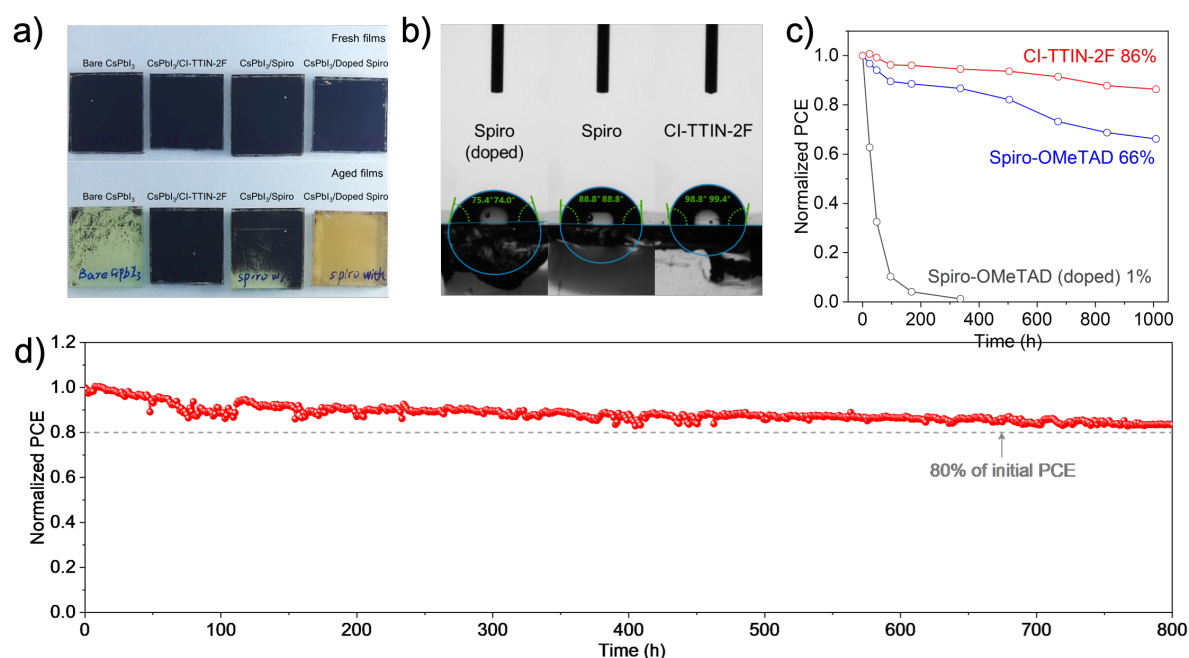 a)
Fresh films
Bare CsPbI₃
CsPbI₃/CI-TTIN-2F
CsPbI₃/Spiro
CsPbI₃/Doped Spiro
Aged films
Bare CsPbI₃
CsPbI₃/CI-TTIN-2F
CsPbI₃/Spiro
CsPbI₃/Doped Spiro
Bare CsPbI3
spiro w/o
spiro with
b)
Spiro
(doped)
Spiro
CI-TTIN-2F
75.4° 74.0°
88.8° 88.8°
98.8° 99.4°
c)
Normalized PCE
1.0
0.8
0.6
0.4
0.2
0.0
CI-TTIN-2F 86%
Spiro-OMeTAD 66%
Spiro-OMeTAD (doped) 1%
0 200 400 600 800 1000
Time (h)
d)
Normalized PCE
1.2
1.0
0.8
0.6
0.4
0.2
0.0
80% of initial PCE
0 100 200 300 400 500 600 700 800
Time (h)